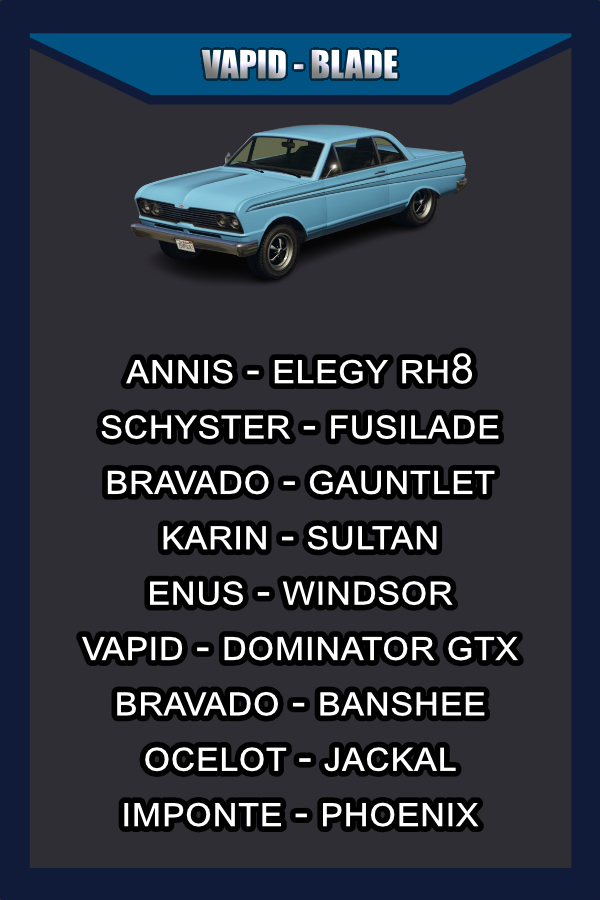 VAPID - BLADE
ANNIS - ELEGY RH8
SCHYSTER - FUSILADE
BRAVADO - GAUNTLET
KARIN - SULTAN
ENUS - WINDSOR
VAPID - DOMINATOR GTX
BRAVADO - BANSHEE
OCELOT - JACKAL
IMPONTE - PHOENIX